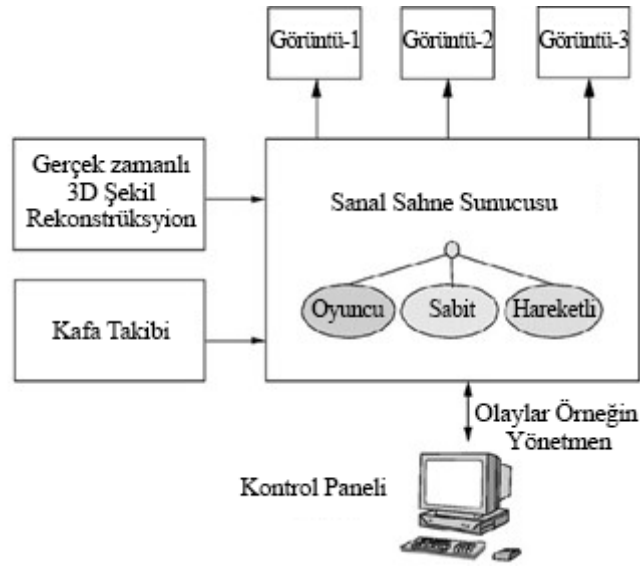 Görüntü-1
Görüntü-2
Görüntü-3
Gerçek zamanlı
3D Şekil
Rekonstrüksyion
Sanal Sahne Sunucusu
Oyuncu
Sabit
Hareketli
Kafa Takibi
Olaylar Örneğin
Yönetmen
Kontrol Paneli